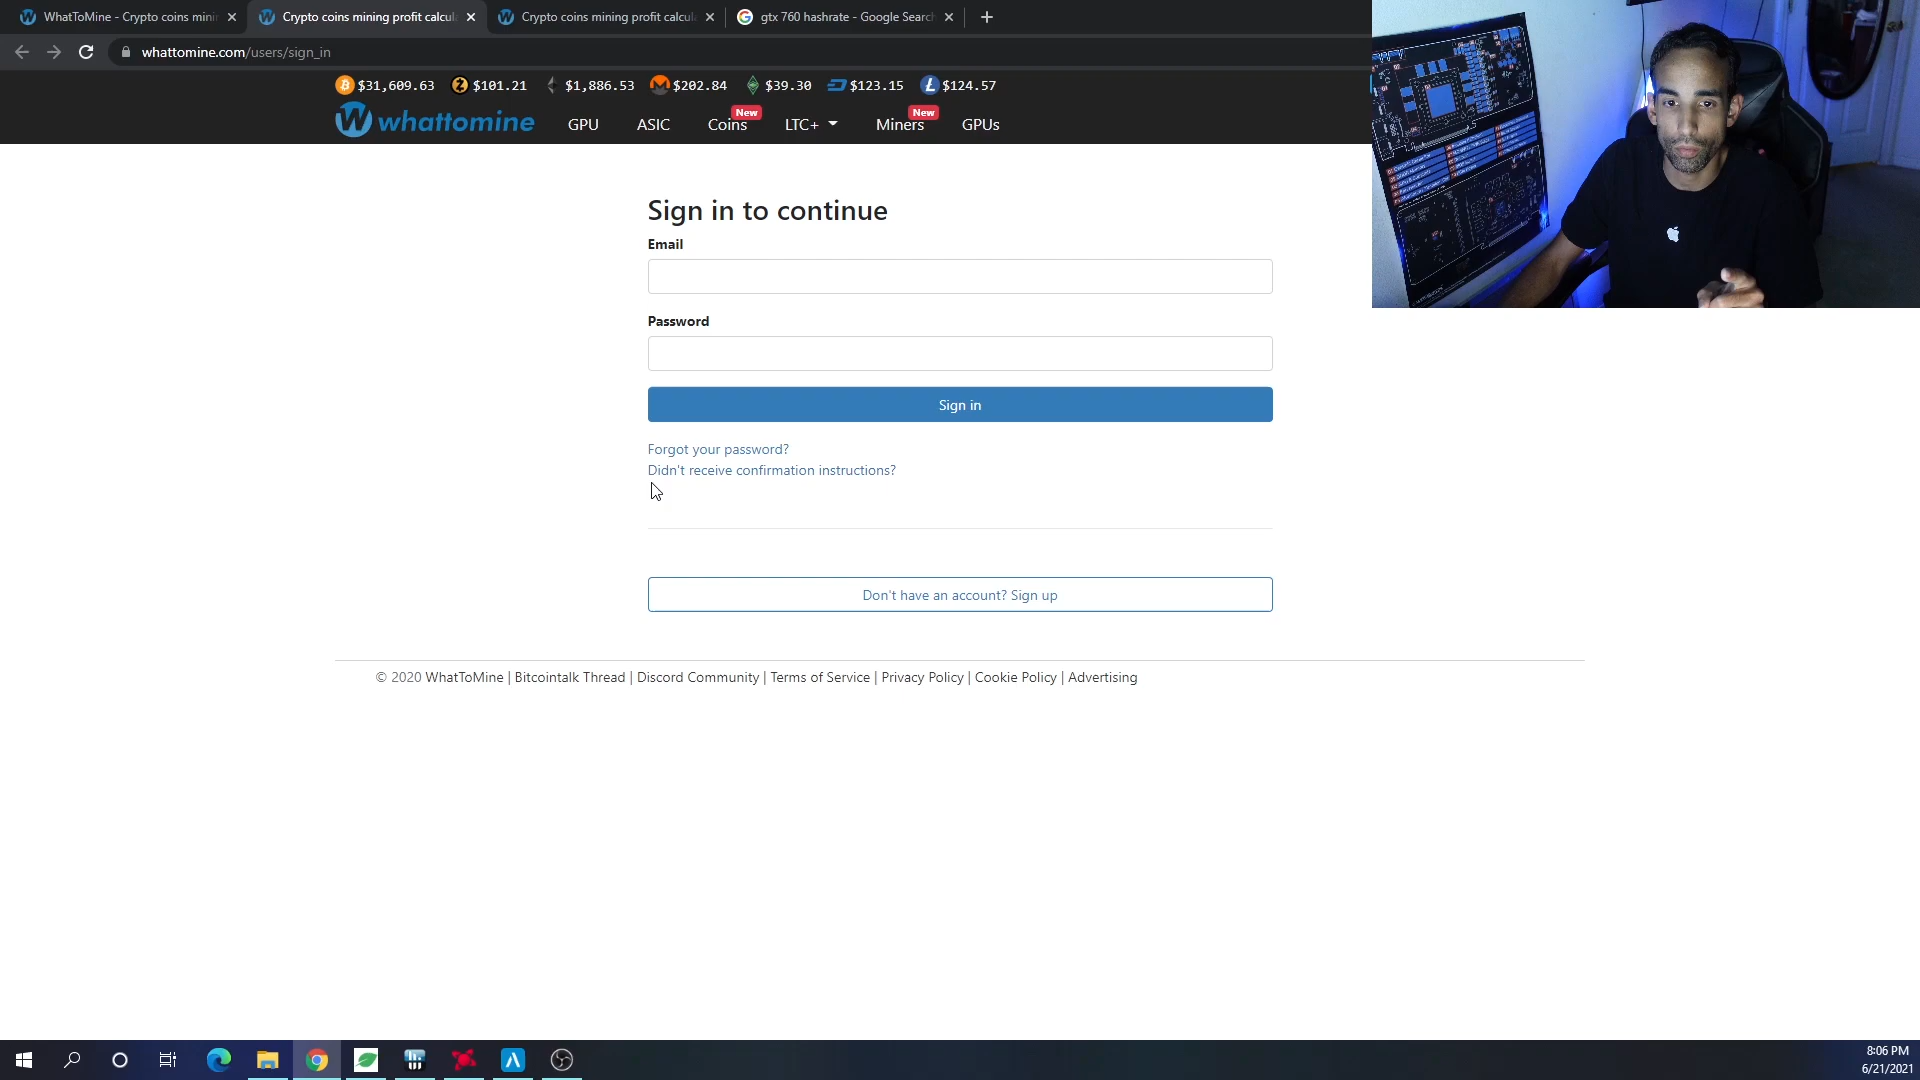 WhatToMine - Crypto coins mini
Crypto coins mining profit calcul
Crypto coins mining profit calcul
gtx 760 hashrate - Google Search
whattomine.com/users/sign_in
$31,609.63 $101.21 $1,886.53 $202.84 $39.30 $123.15 $124.57
whattomine
GPU
ASIC
Coins New
LTC+
Miners New
GPUs
Sign in to continue
Email
Password
Sign in
Forgot your password?
Didn't receive confirmation instructions?
Don't have an account? Sign up
© 2020 WhatToMine | Bitcointalk Thread | Discord Community | Terms of Service | Privacy Policy | Cookie Policy | Advertising
8:06 PM
6/21/2021